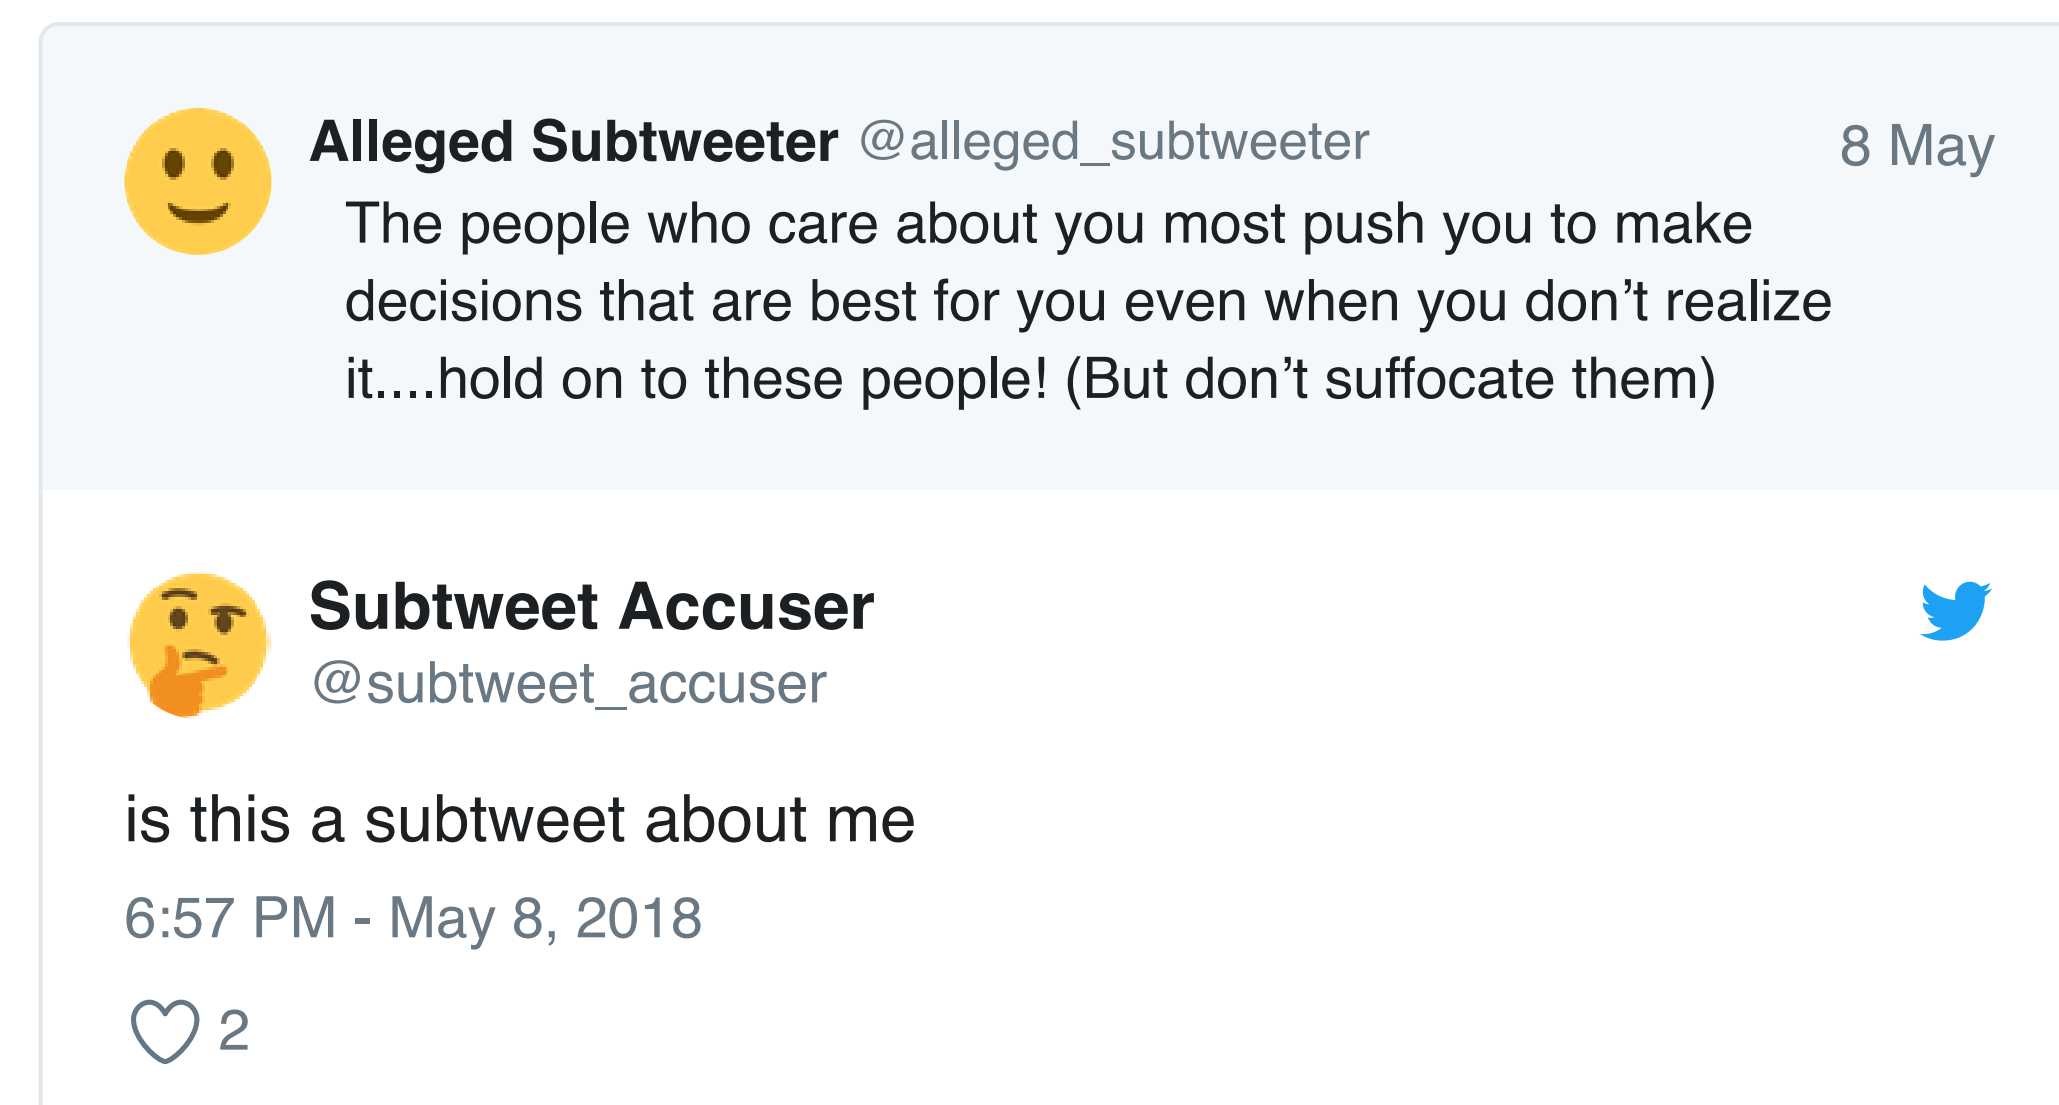 Alleged Subtweeter @alleged_subtweeter 8 May
The people who care about you most push you to make
decisions that are best for you even when you don’t realize
it....hold on to these people! (But don’t suffocate them)
Subtweet Accuser
@subtweet_accuser
is this a subtweet about me
6:57 PM - May 8, 2018
2